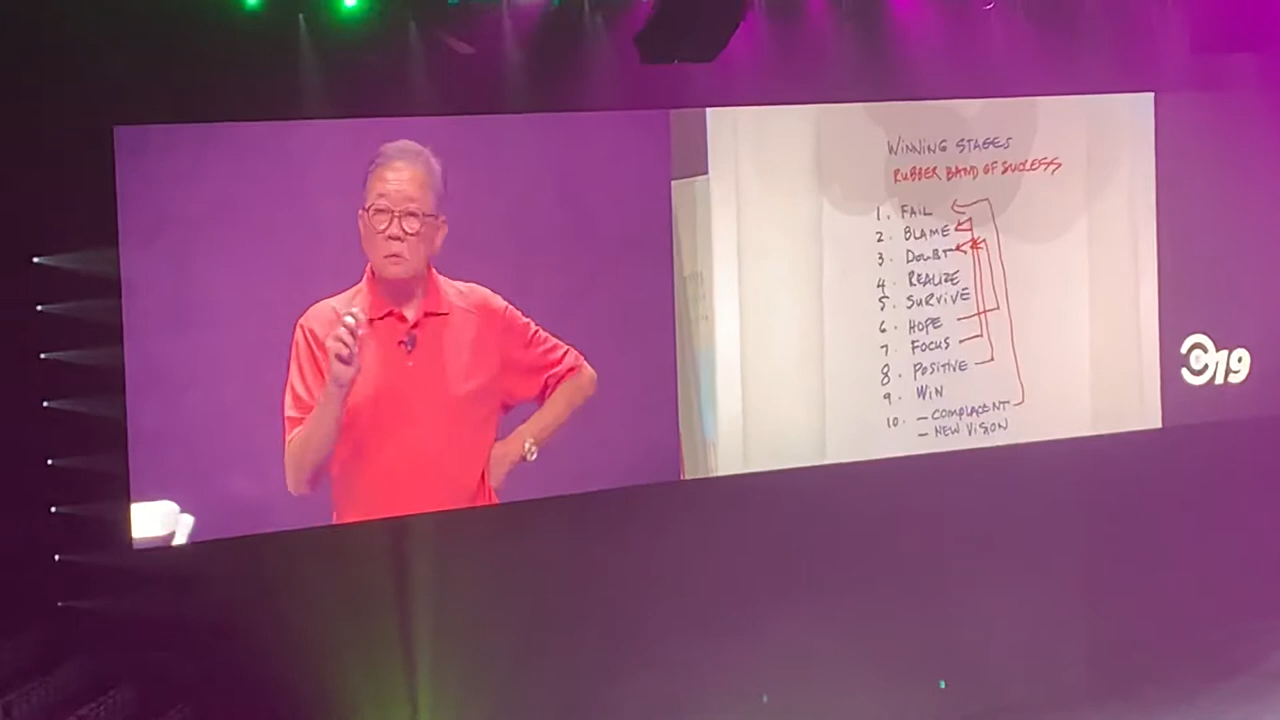 WINNING STAGES
RUBBER BAND OF SUCCESS
1. FAIL
2. BLAME
3. DOUBT
4. REALIZE
5. SURVIVE
6. HOPE
7. FOCUS
8. POSITIVE
9. WIN
10. — COMPLACENT
— NEW VISION
19